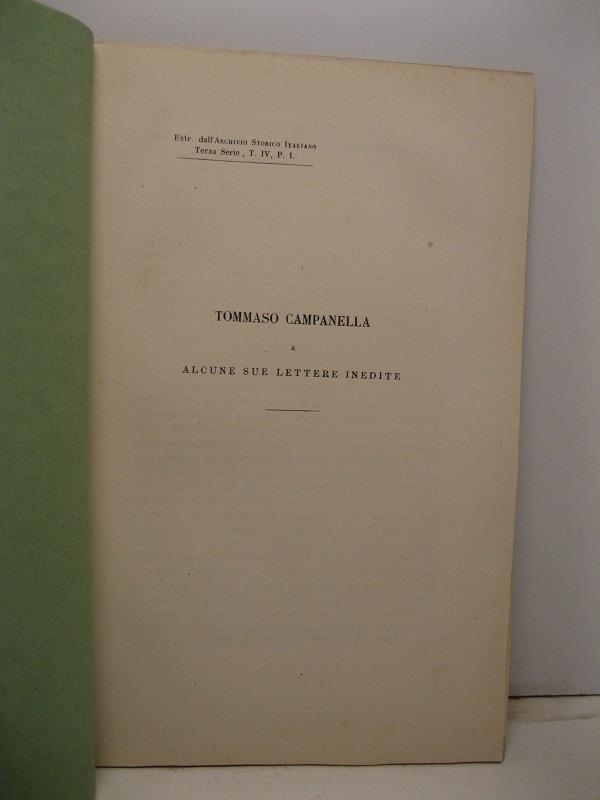 Estr. dall'Archivio Storico Italiano
Terza Serie, T. IV, P. I.
TOMMASO CAMPANELLA
E
ALCUNE SUE LETTERE INEDITE